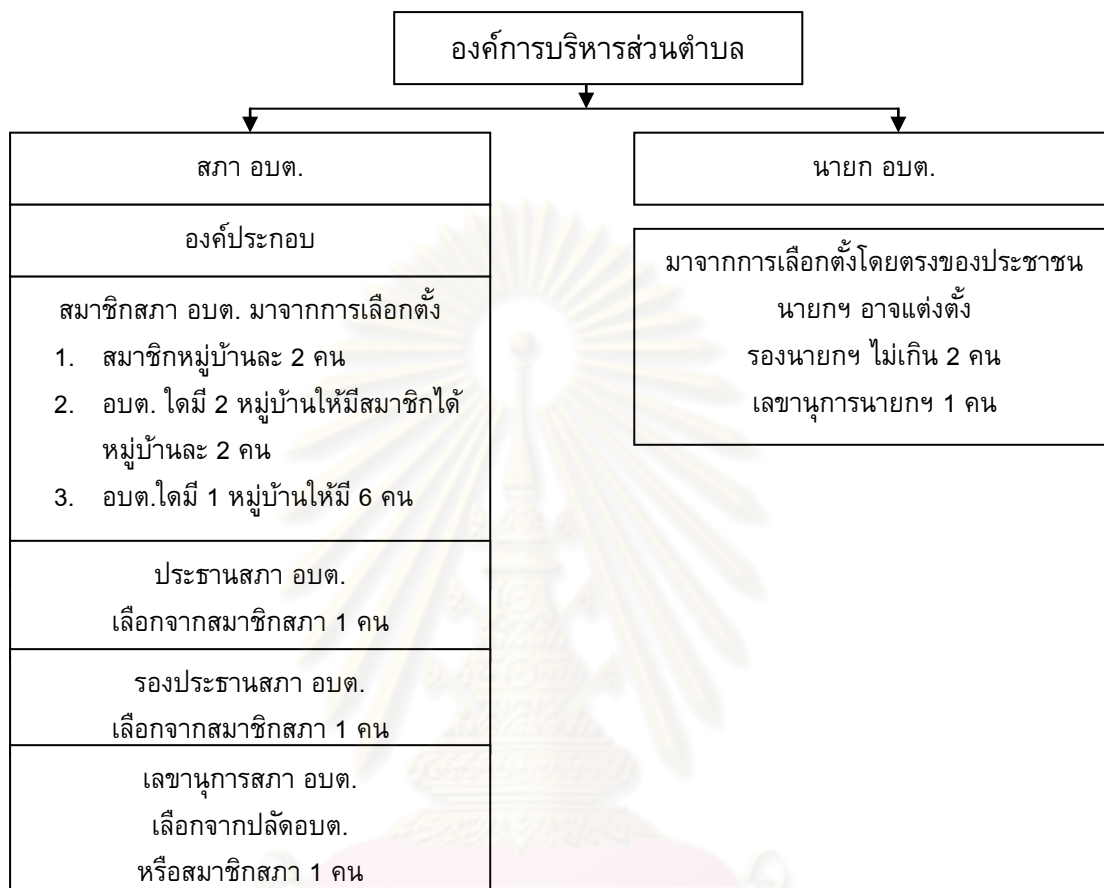 องค์การบริหารส่วนตำบล
สภา อบต.
องค์ประกอบ
สมาชิกสภา อบต. มาจากการเลือกตั้ง
1. สมาชิกหมู่บ้านละ 2 คน
2. อบต. ใดมี 2 หมู่บ้านให้มีสมาชิกได้
หมู่บ้านละ 2 คน
3. อบต.ใดมี 1 หมู่บ้านให้มี 6 คน
ประธานสภา อบต.
เลือกจากสมาชิกสภา 1 คน
รองประธานสภา อบต.
เลือกจากสมาชิกสภา 1 คน
เลขานุการสภา อบต.
เลือกจากปลัดอบต.
หรือสมาชิกสภา 1 คน
นายก อบต.
มาจากการเลือกตั้งโดยตรงของประชาชน
นายกฯ อาจแต่งตั้ง
รองนายกฯ ไม่เกิน 2 คน
เลขานุการนายกฯ 1 คน